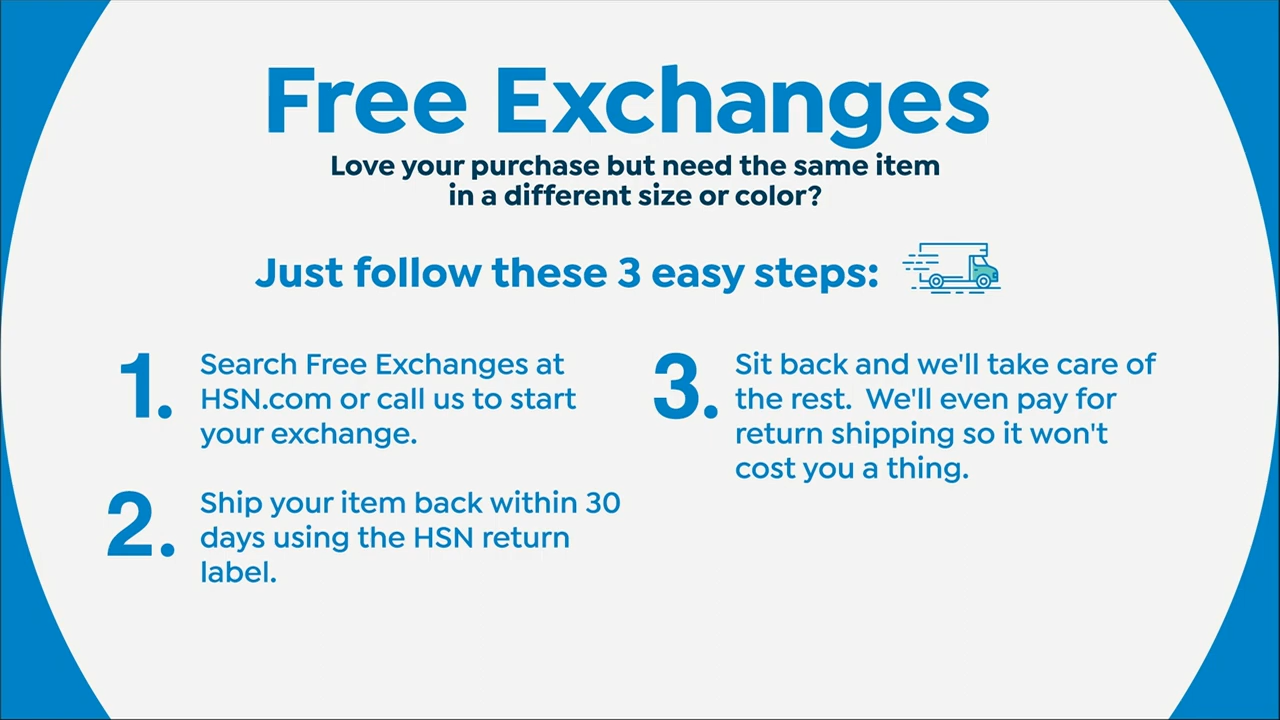 Free Exchanges
Love your purchase but need the same item
in a different size or color?
Just follow these 3 easy steps:
1. Search Free Exchanges at
HSN.com or call us to start
your exchange.
2. Ship your item back within 30
days using the HSN return
label.
3. Sit back and we'll take care of
the rest.  We'll even pay for
return shipping so it won't
cost you a thing.